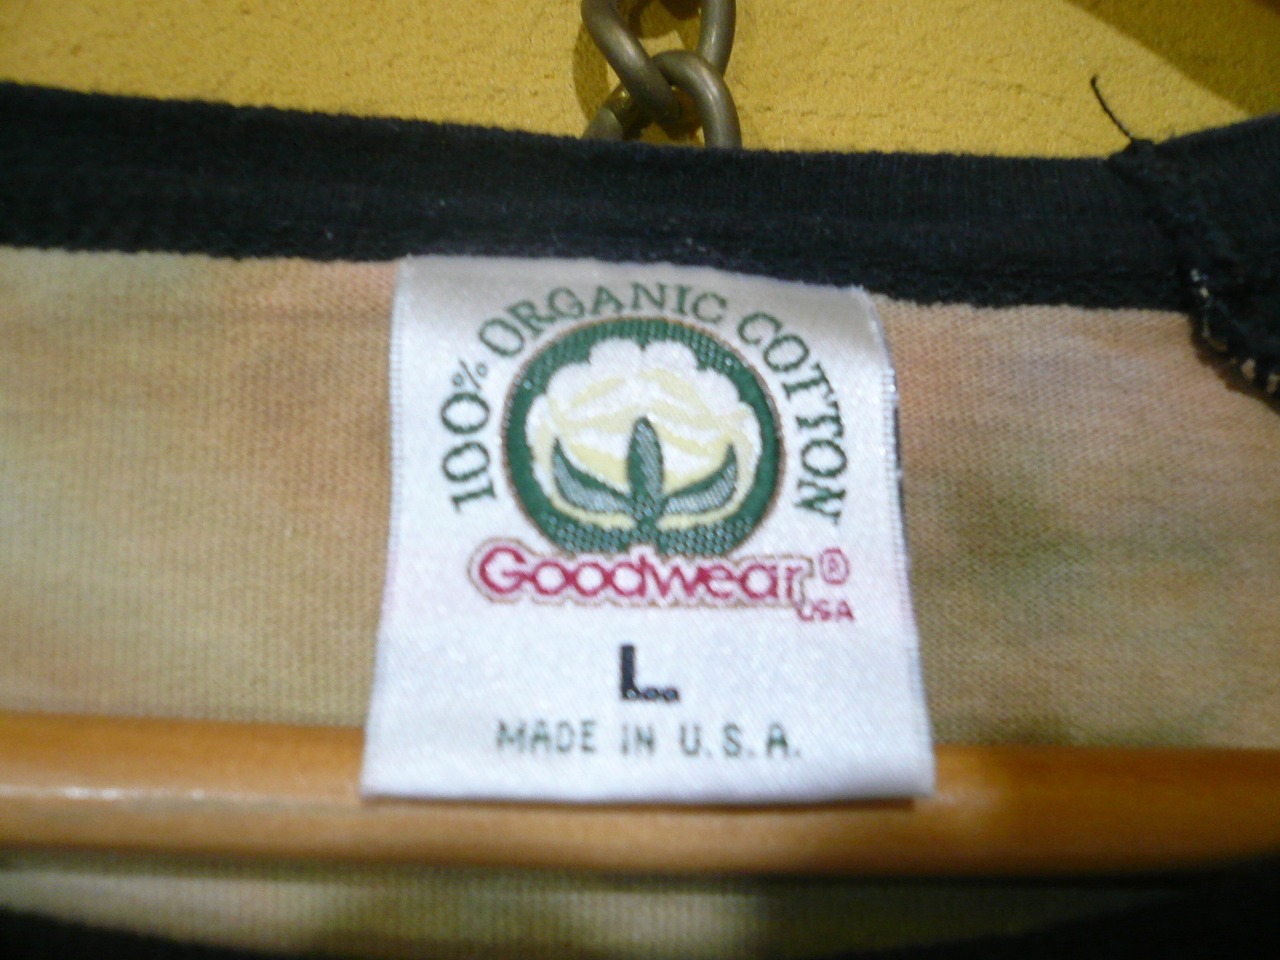 100% ORGANIC COTTON
Goodwear®
USA
L
MADE IN U.S.A.